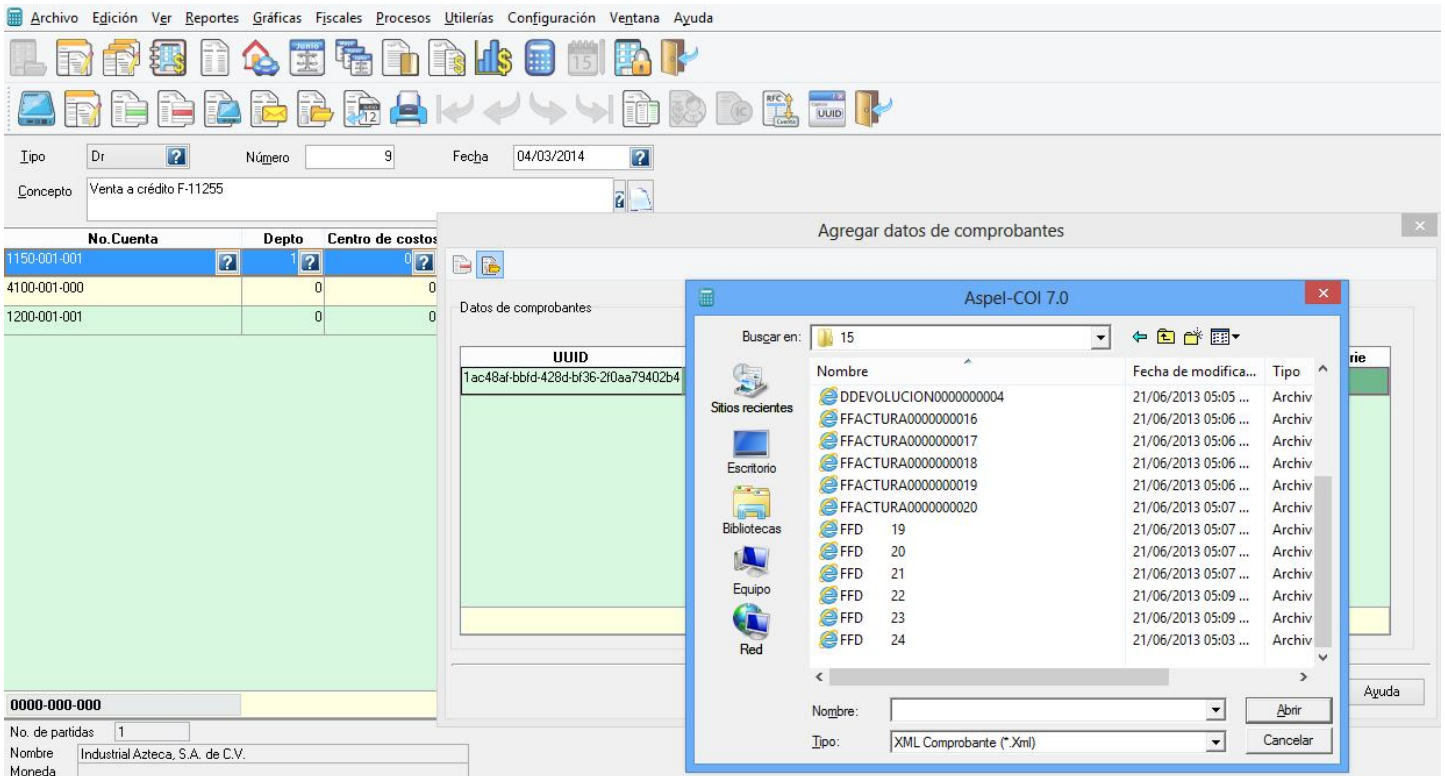 Archivo Edición Ver Reportes Gráficas Fiscales Procesos Utilerías Configuración Ventana Ayuda
Junio
15
12
RFC
Cuenta
UUID
Tipo Dr Número 9 Fecha 04/03/2014
Concepto Venta a crédito F-11255
No.Cuenta Depto Centro de costos
1150-001-001 1 0
4100-001-000 0 0
1200-001-001 0 0
0000-000-000
No. de partidas 1
Nombre Industrial Azteca, S.A. de C.V.
Moneda
Agregar datos de comprobantes
Datos de comprobantes
UUID
1ac48af-bbfd-428d-bf36-2f0aa79402b4
rie
Ayuda
Aspel-COI 7.0
Buscar en: 15
Sitios recientes
Escritorio
Bibliotecas
Equipo
Red
Nombre Fecha de modifica... Tipo
DDEVOLUCION0000000004 21/06/2013 05:05 ... Archiv
FFACTURA0000000016 21/06/2013 05:06 ... Archiv
FFACTURA0000000017 21/06/2013 05:06 ... Archiv
FFACTURA0000000018 21/06/2013 05:06 ... Archiv
FFACTURA0000000019 21/06/2013 05:06 ... Archiv
FFACTURA0000000020 21/06/2013 05:07 ... Archiv
FFD 19 21/06/2013 05:07 ... Archiv
FFD 20 21/06/2013 05:07 ... Archiv
FFD 21 21/06/2013 05:07 ... Archiv
FFD 22 21/06/2013 05:09 ... Archiv
FFD 23 21/06/2013 05:09 ... Archiv
FFD 24 21/06/2013 05:03 ... Archiv
Nombre: Abrir
Tipo: XML Comprobante (*.Xml) Cancelar